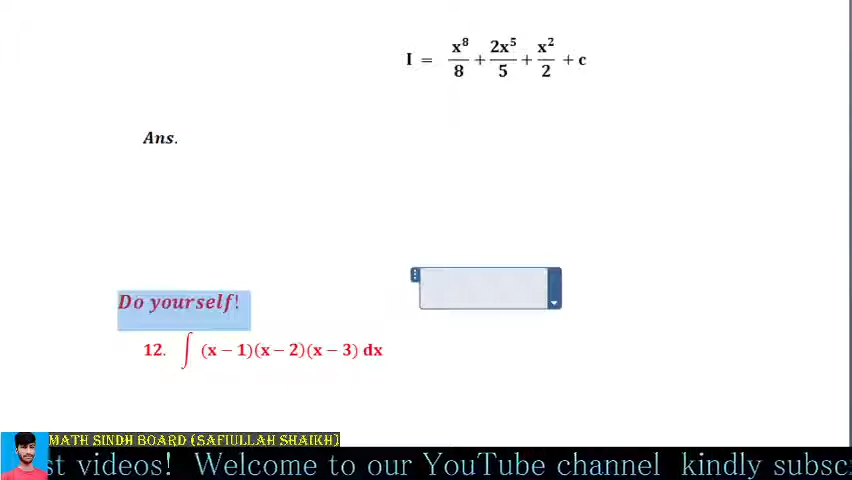 I = x⁸/8 + 2x⁵/5 + x²/2 + c
Ans.
Do yourself!
12. ∫ (x − 1)(x − 2)(x − 3) dx
MATH SINDH BOARD (SAFIULLAH SHAIKH)
st videos! Welcome to our YouTube channel kindly subsc